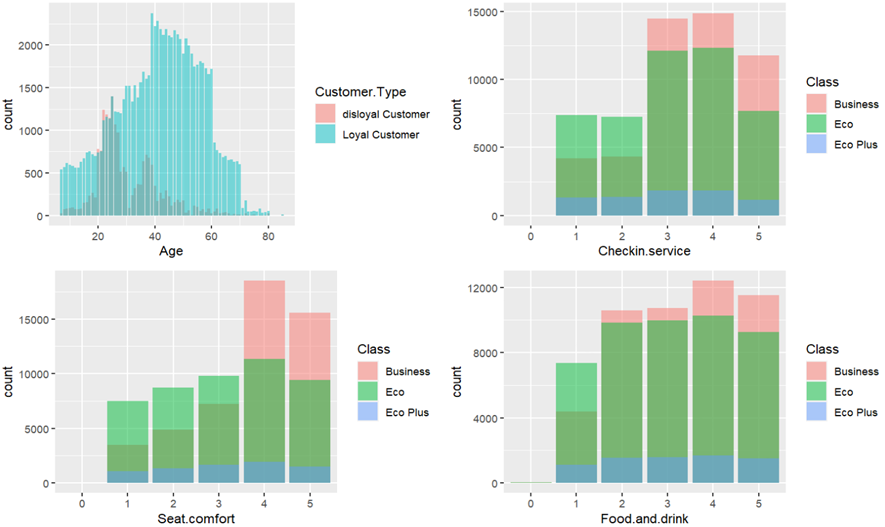 2000
1500
1000
500
0
count
20 40 60 80
Age
Customer.Type
disloyal Customer
Loyal Customer
15000
10000
5000
0
count
0 1 2 3 4 5
Checkin.service
Class
Business
Eco
Eco Plus
15000
10000
5000
0
count
0 1 2 3 4 5
Seat.comfort
Class
Business
Eco
Eco Plus
12000
8000
4000
0
count
0 1 2 3 4 5
Food.and.drink
Class
Business
Eco
Eco Plus